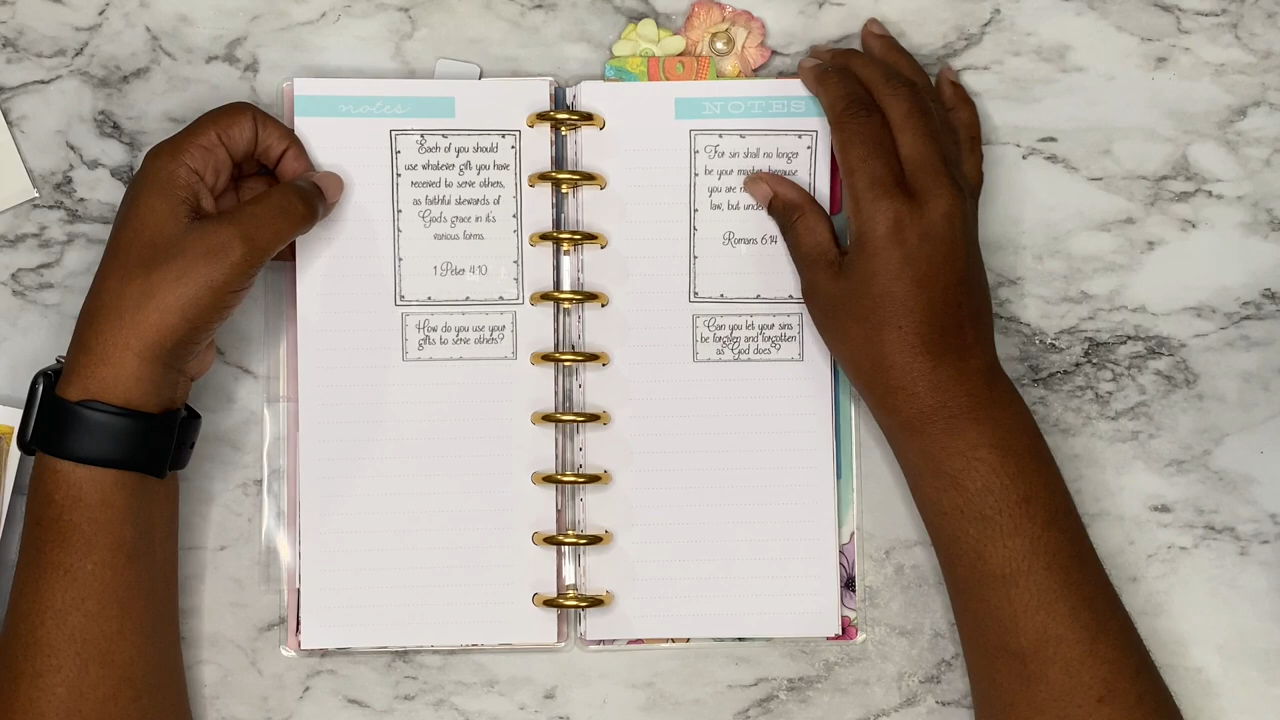 notes
Each of you should
use whatever gift you have
received to serve others,
as faithful stewards of
God's grace in it's
various forms.
1 Peter 4:10
How do you use your
gifts to serve others?
NOTES
For sin shall no longer
be your master, because
you are
law, but
Romans 6:14
Can you let your sins
be forgiven and forgotten
as God does?